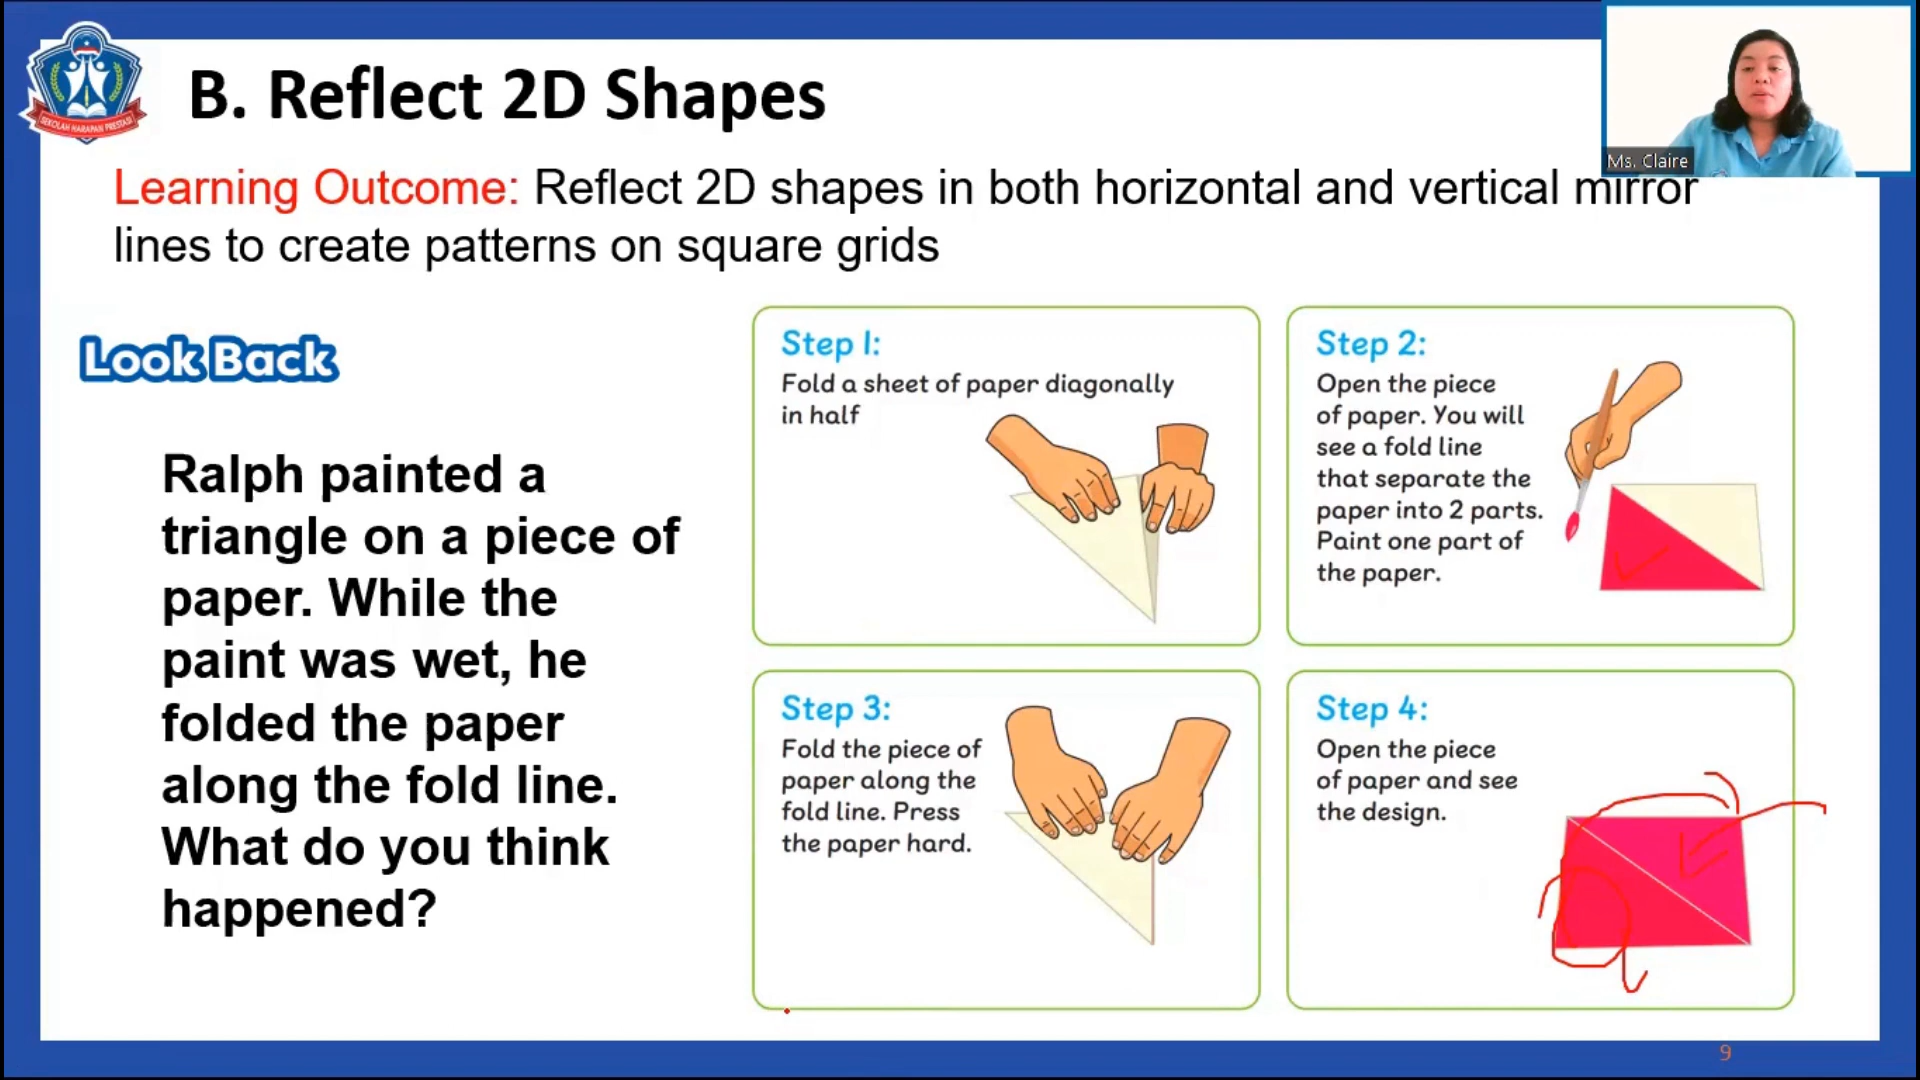 SEKOLAH HARAPAN PRESTASI
B. Reflect 2D Shapes
Ms. Claire
Learning Outcome: Reflect 2D shapes in both horizontal and vertical mirror
lines to create patterns on square grids
Look Back
Ralph painted a
triangle on a piece of
paper. While the
paint was wet, he
folded the paper
along the fold line.
What do you think
happened?
Step 1:
Fold a sheet of paper diagonally
in half
Step 2:
Open the piece
of paper. You will
see a fold line
that separate the
paper into 2 parts.
Paint one part of
the paper.
Step 3:
Fold the piece of
paper along the
fold line. Press
the paper hard.
Step 4:
Open the piece
of paper and see
the design.
9